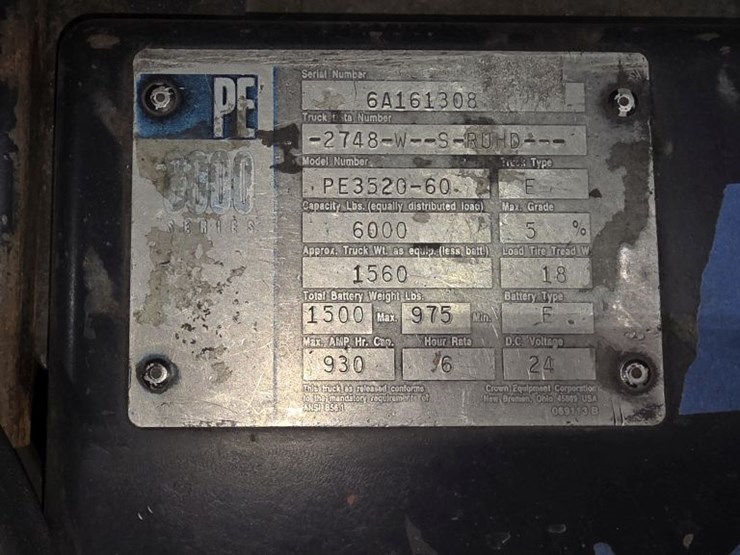 PE
3000
SERIES
Serial Number
6A161308
Truck Data Number
-2748-W--S-RUHD---
Model Number Truck Type
PE3520-60 E
Capacity Lbs. (equally distributed load) Max. Grade
6000 5 %
Approx. Truck Wt. as equip. (less batt.) Load Tire Tread W.
1560 18
Total Battery Weight Lbs. Battery Type
1500 Max. 975 Min. E
Max. AMP Hr. Cap. Hour Rate D.C. Voltage
930 6 24
This truck as released conforms
to the mandatory requirements of
ANSI B56.1
Crown Equipment Corporation
New Bremen, Ohio 45869 USA
069113 B